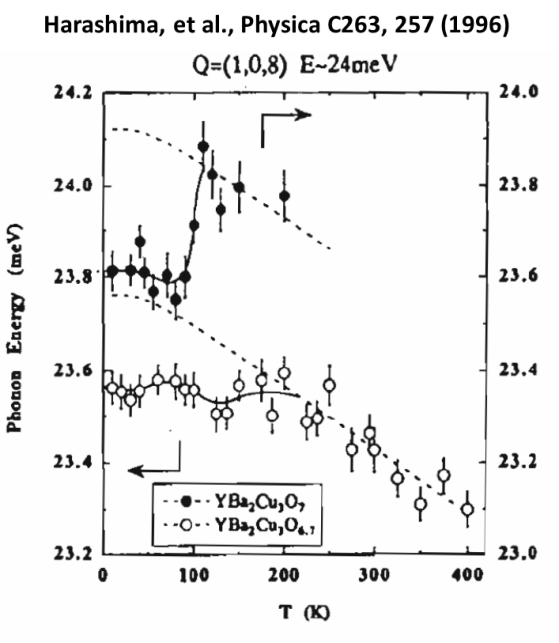 Harashima, et al., Physica C263, 257 (1996)
Q=(1,0,8) E~24meV
24.2
24.0
23.8
23.6
23.4
23.2
24.0
23.8
23.6
23.4
23.2
23.0
Phonon Energy (meV)
YBa₂Cu₃O₇
YBa₂Cu₃O₆.₇
0
100
200
300
400
T (K)